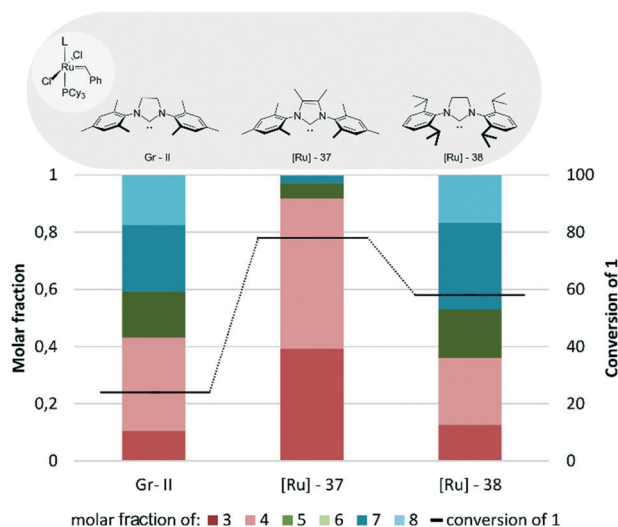 L
Cl
Ru
Cl
Ph
PCy3
N
N
Gr - II
N
N
[Ru] - 37
N
N
[Ru] - 38
1
0,8
0,6
0,4
0,2
0
Molar fraction
100
80
60
40
20
0
Conversion of 1
Gr- II
[Ru] - 37
[Ru] - 38
molar fraction of: 3 4 5 6 7 8 conversion of 1